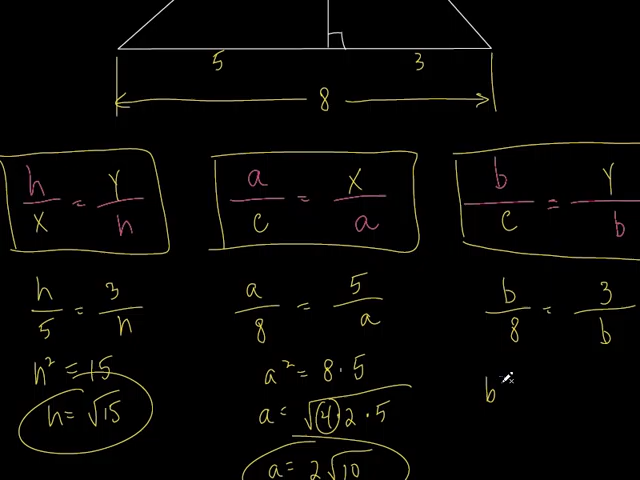 5 3
8
h/x = y/h a/c = x/a b/c = y/b
h/5 = 3/h a/8 = 5/a b/8 = 3/b
h² = 15 a² = 8·5 b
h = √15 a = √4·2·5
a = 2√10